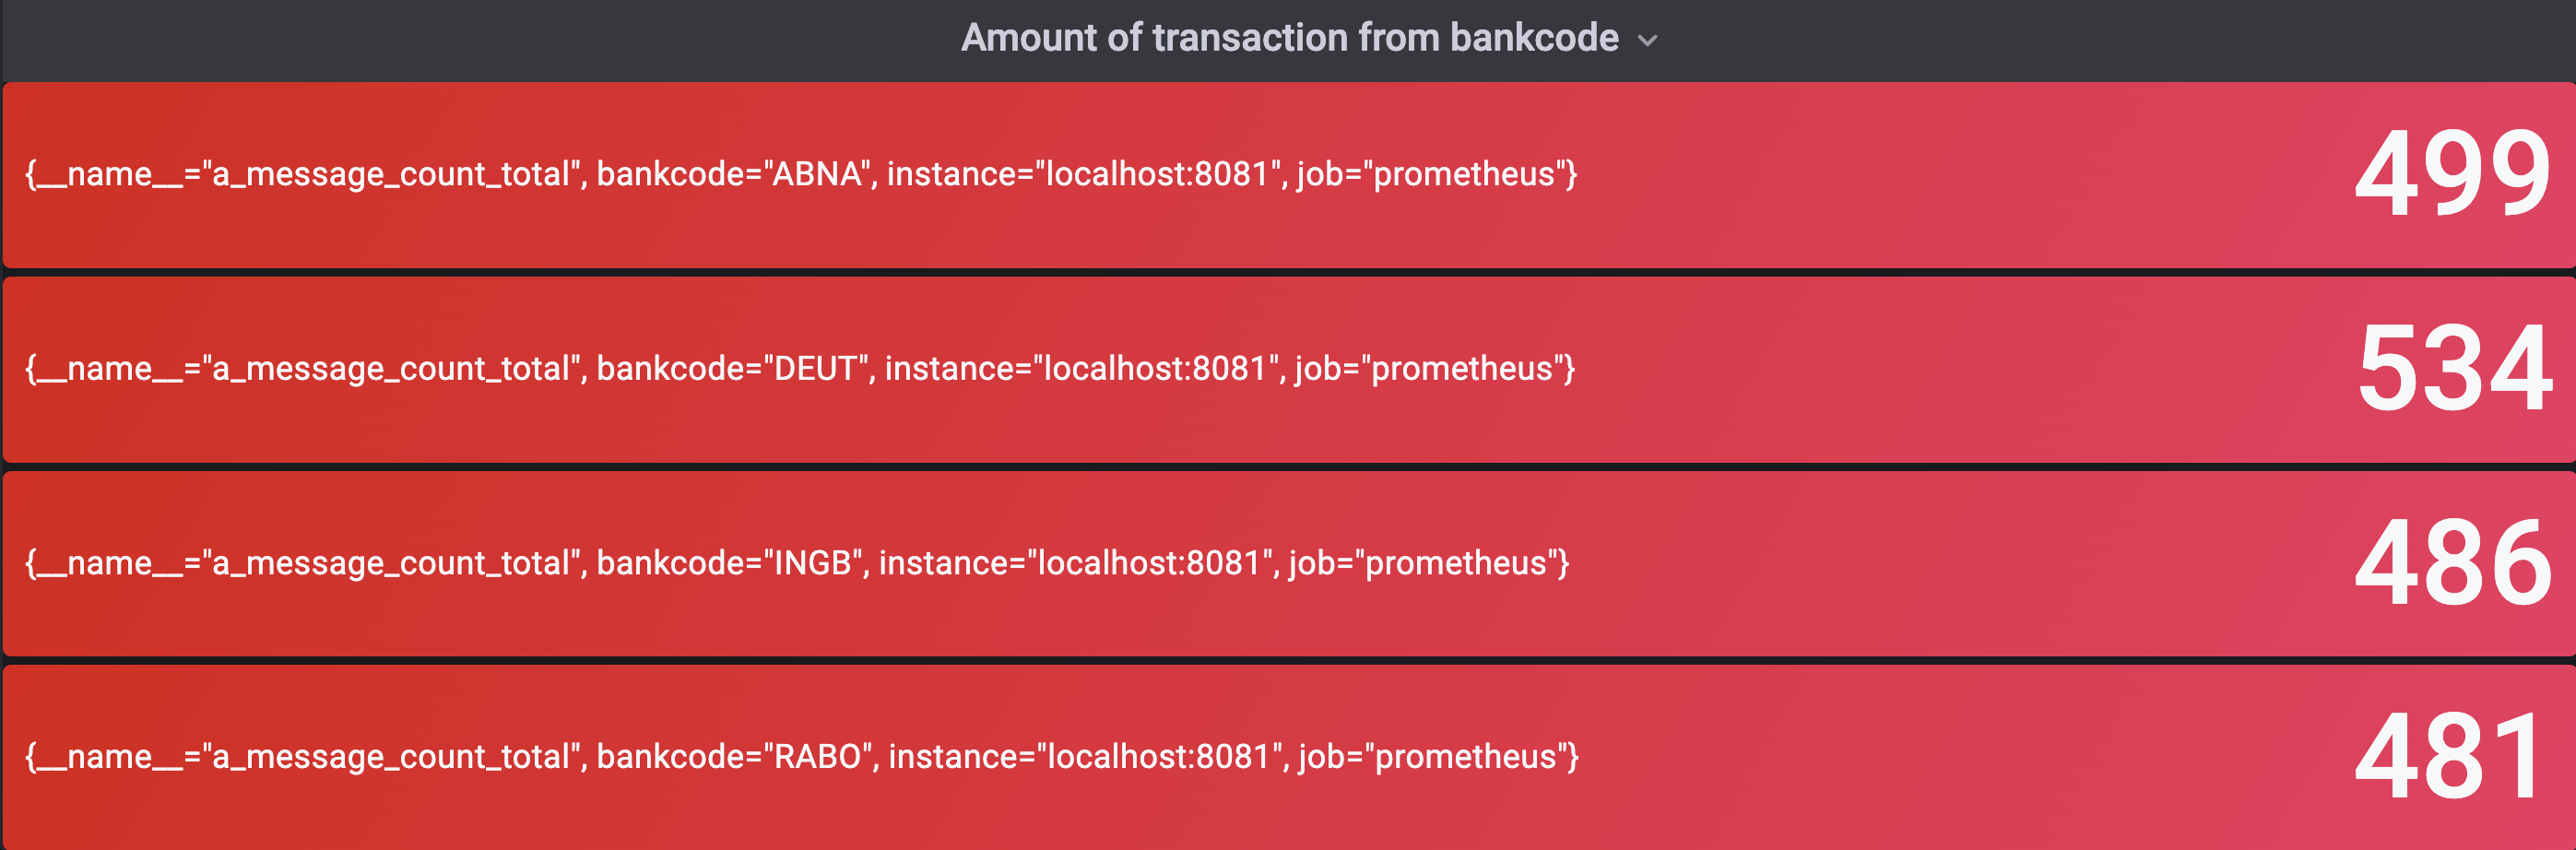 Amount of transaction from bankcode
{__name__="a_message_count_total", bankcode="ABNA", instance="localhost:8081", job="prometheus"} 499
{__name__="a_message_count_total", bankcode="DEUT", instance="localhost:8081", job="prometheus"} 534
{__name__="a_message_count_total", bankcode="INGB", instance="localhost:8081", job="prometheus"} 486
{__name__="a_message_count_total", bankcode="RABO", instance="localhost:8081", job="prometheus"} 481